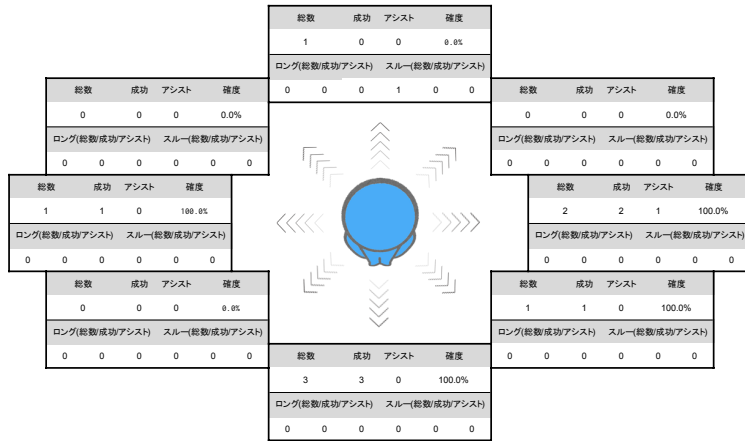 総数 成功 アシスト 確度
1 0 0 0.0%
ロング(総数/成功/アシスト) スルー(総数/成功/アシスト)
0 0 0 1 0 0
総数 成功 アシスト 確度
0 0 0 0.0%
ロング(総数/成功/アシスト) スルー(総数/成功/アシスト)
0 0 0 0 0 0
総数 成功 アシスト 確度
0 0 0 0.0%
ロング(総数/成功/アシスト) スルー(総数/成功/アシスト)
0 0 0 0 0 0
総数 成功 アシスト 確度
1 1 0 100.0%
ロング(総数/成功/アシスト) スルー(総数/成功/アシスト)
0 0 0 0 0 0
総数 成功 アシスト 確度
2 2 1 100.0%
ロング(総数/成功/アシスト) スルー(総数/成功/アシスト)
0 0 0 0 0 0
総数 成功 アシスト 確度
0 0 0 0.0%
ロング(総数/成功/アシスト) スルー(総数/成功/アシスト)
0 0 0 0 0 0
総数 成功 アシスト 確度
1 1 0 100.0%
ロング(総数/成功/アシスト) スルー(総数/成功/アシスト)
0 0 0 0 0 0
総数 成功 アシスト 確度
3 3 0 100.0%
ロング(総数/成功/アシスト) スルー(総数/成功/アシスト)
0 0 0 0 0 0